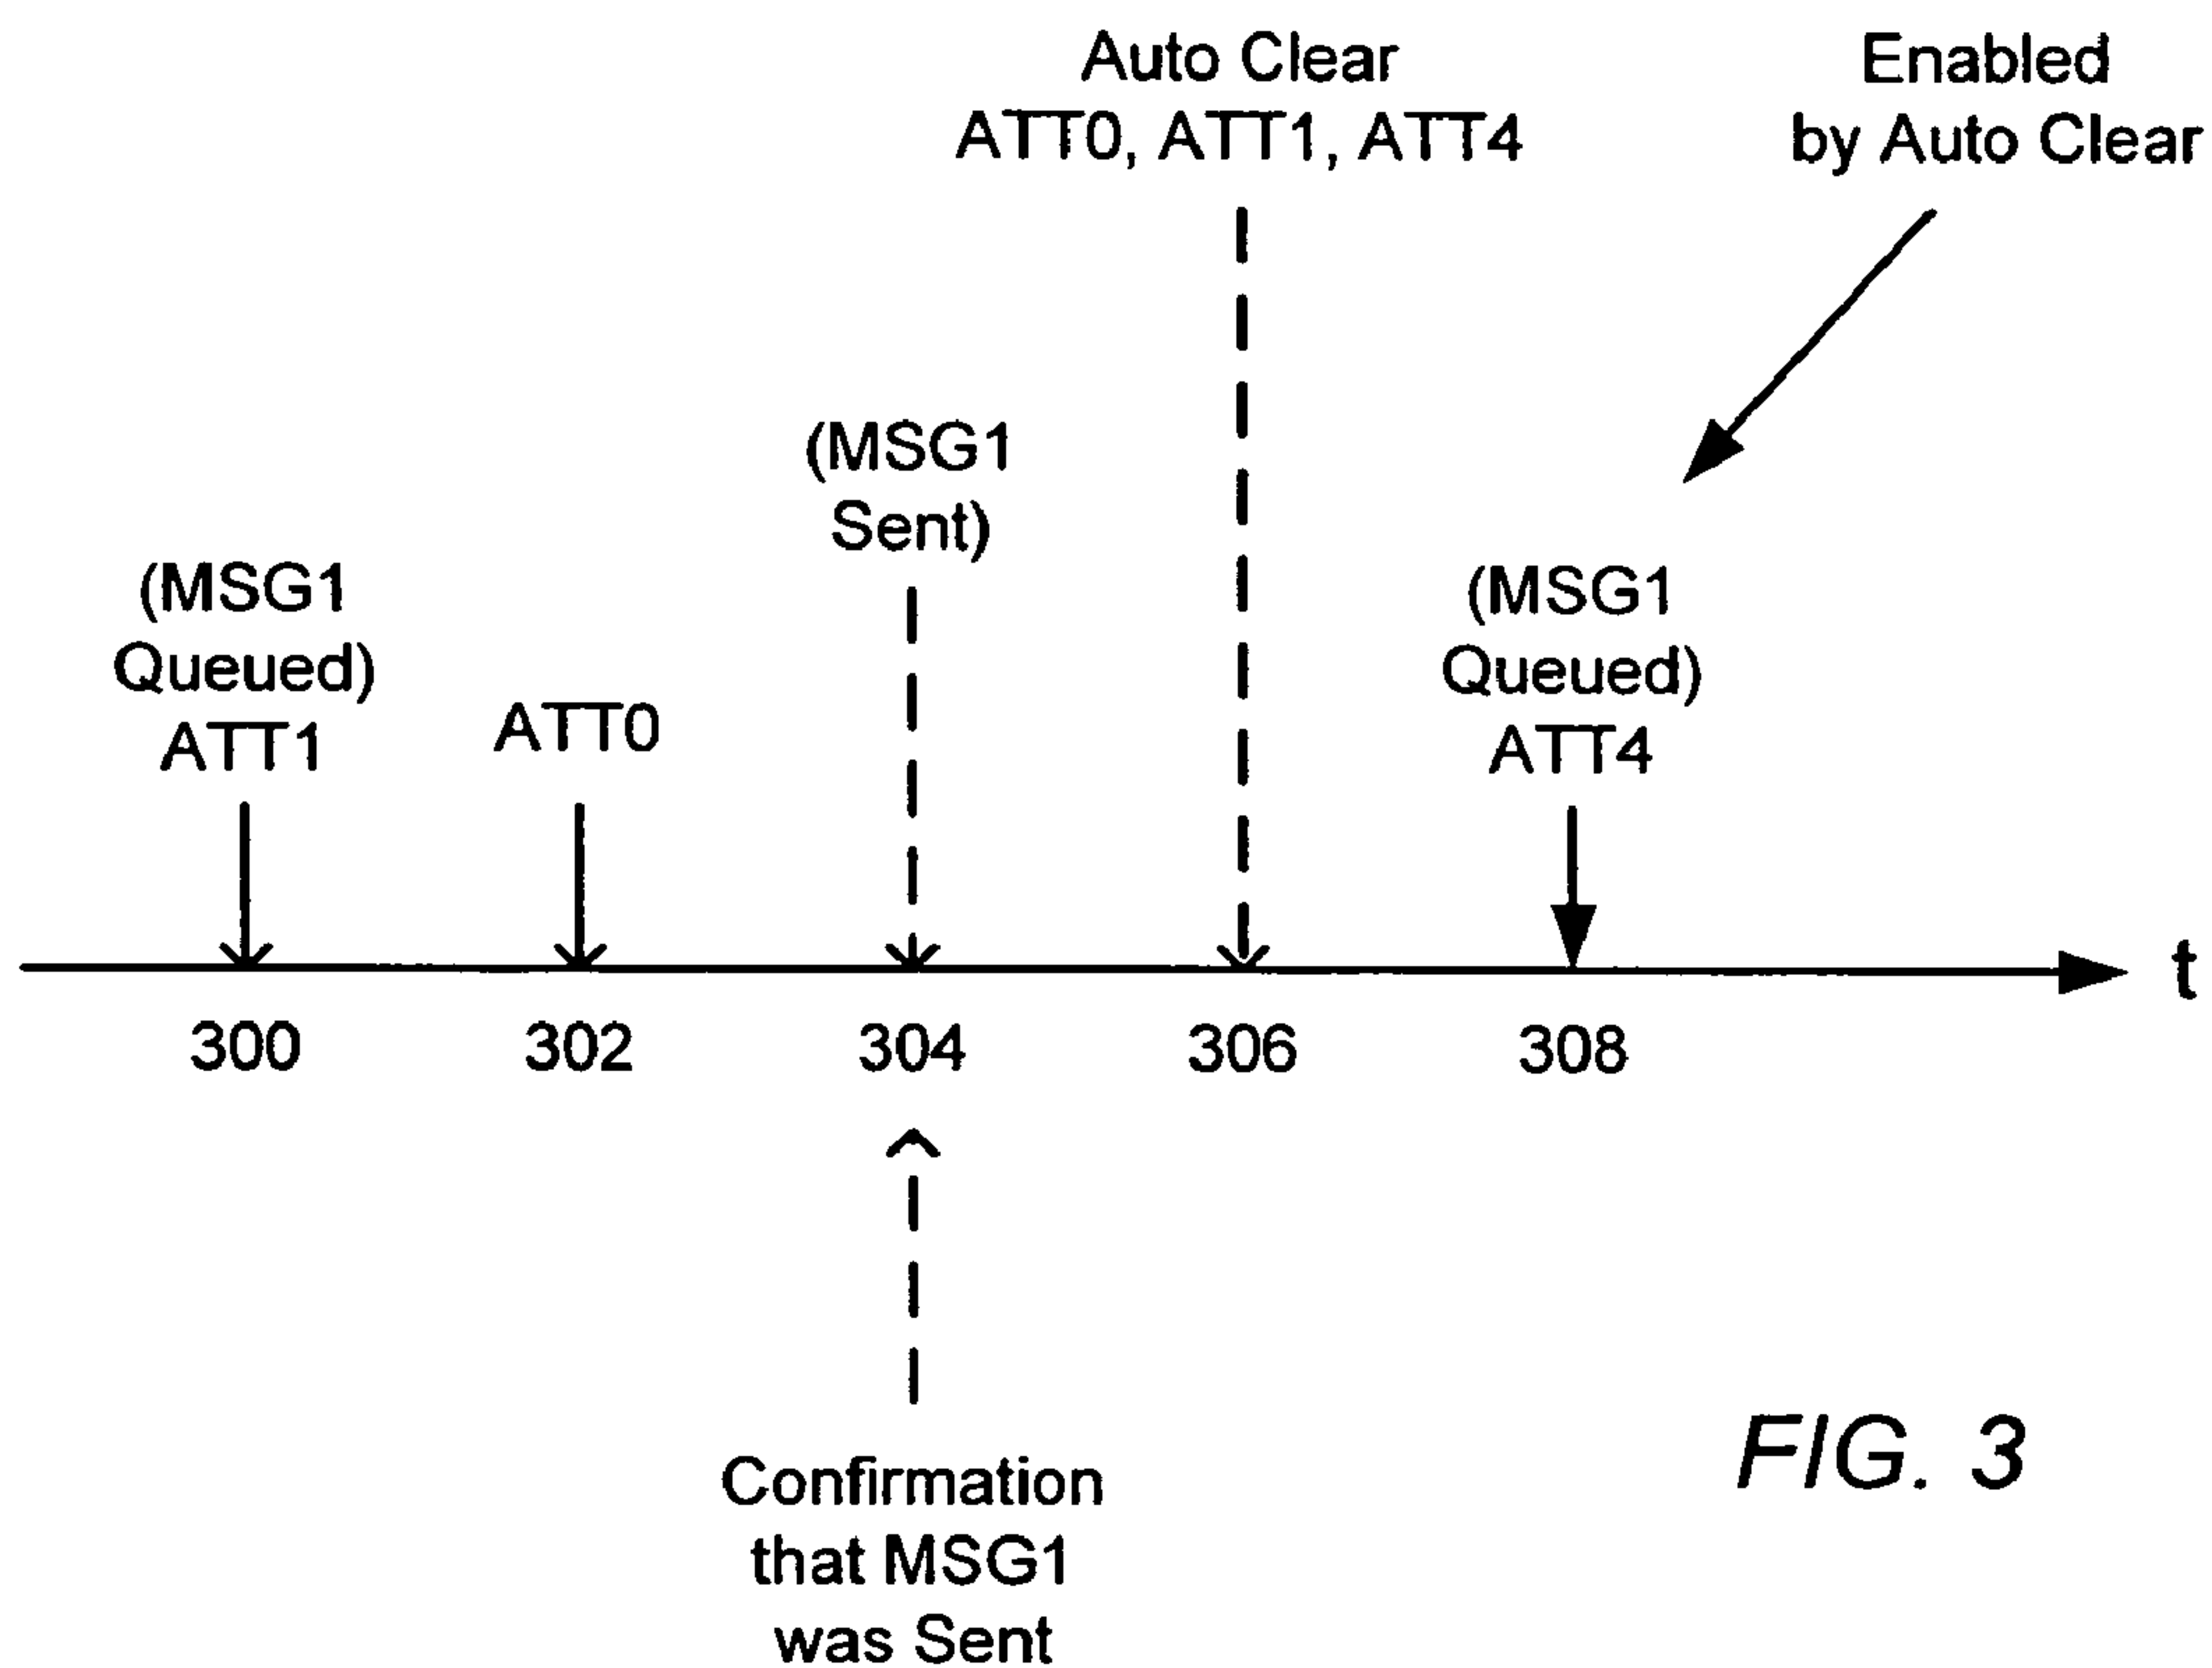 Auto Clear
ATT0, ATT1, ATT4
Enabled
by Auto Clear
(MSG1
Sent)
(MSG1
Queued)
ATT1
ATT0
(MSG1
Queued)
ATT4
t
300
302
304
306
308
Confirmation
that MSG1
was Sent
FIG. 3